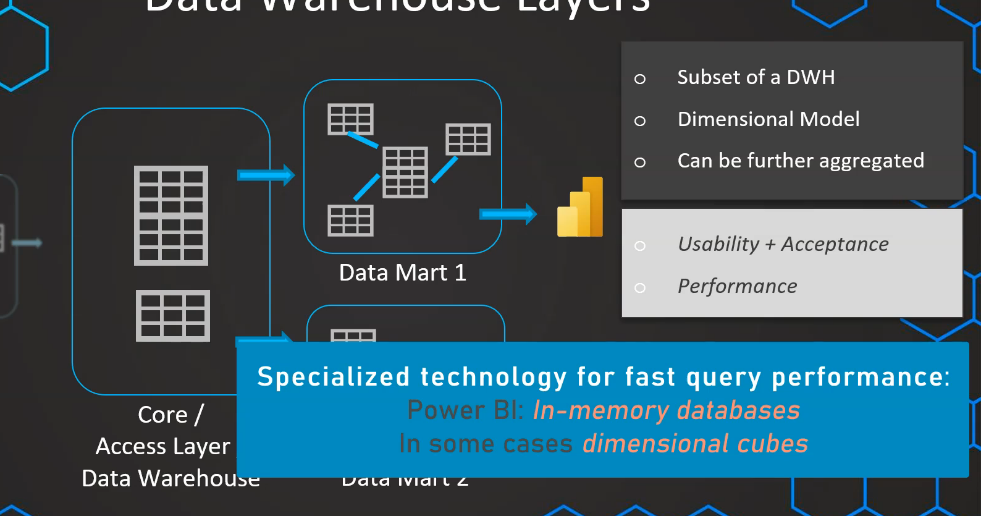 Data Warehouse Layers
Subset of a DWH
Dimensional Model
Can be further aggregated
Usability + Acceptance
Performance
Data Mart 1
Specialized technology for fast query performance:
Power BI: In-memory databases
In some cases dimensional cubes
Core /
Access Layer
Data Warehouse
Data Mart 2